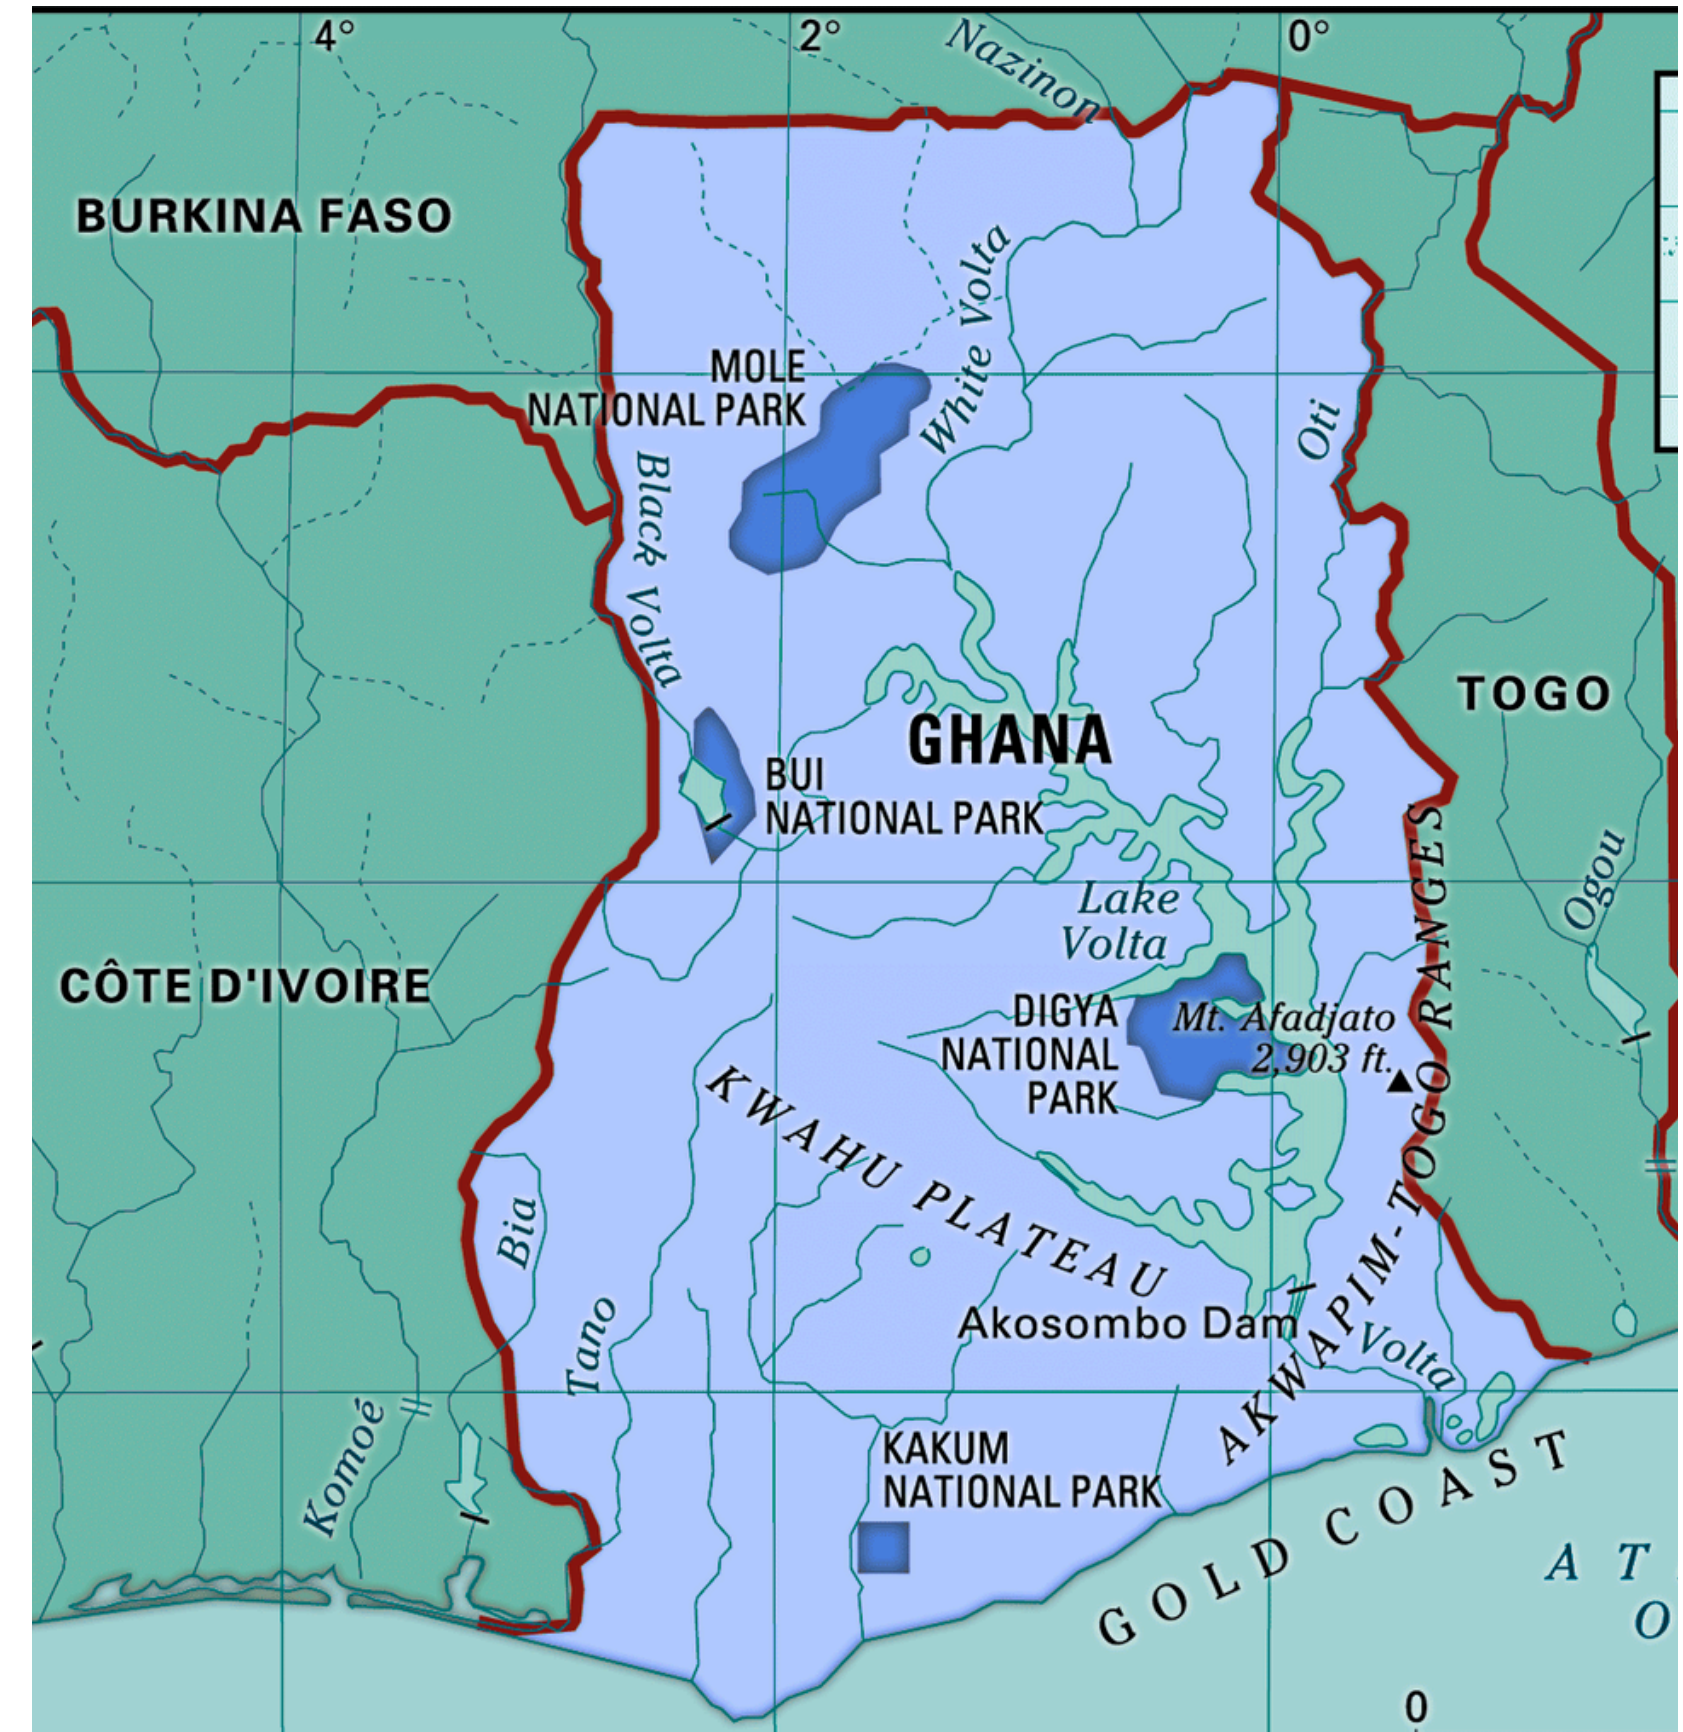 4°
2°
0°
Nazinon
BURKINA FASO
White Volta
MOLE
NATIONAL PARK
Oti
Black Volta
TOGO
GHANA
BUI
NATIONAL PARK
Ogou
Lake
Volta
CÔTE D'IVOIRE
DIGYA
NATIONAL
PARK
Mt. Afadjato
2,903 ft.
KWAHU PLATEAU
AKWAPIM-TOGO RANGES
Bia
Tano
Akosombo Dam
Volta
Komoé
KAKUM
NATIONAL PARK
GOLD COAST
A T
O
0